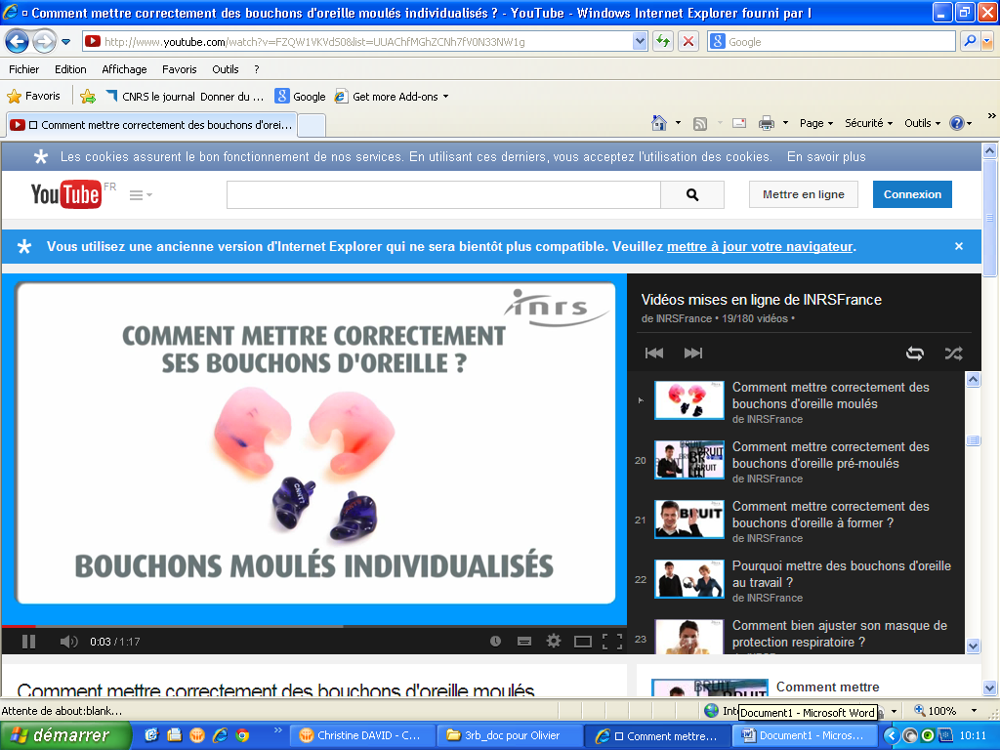 Comment mettre correctement des bouchons d'oreille moulés individualisés ? - YouTube - Windows Internet Explorer fourni par I
http://www.youtube.com/watch?v=FZQW1VKVdS0&list=UUAChfMGhZCNh7fV0N33NW1g
Google
Fichier Edition Affichage Favoris Outils ?
Favoris CNRS le journal Donner du ... Google Get more Add-ons
Comment mettre correctement des bouchons d'orei... Page Sécurité Outils »
Les cookies assurent le bon fonctionnement de nos services. En utilisant ces derniers, vous acceptez l'utilisation des cookies. En savoir plus
YouTube FR Mettre en ligne Connexion
Vous utilisez une ancienne version d'Internet Explorer qui ne sera bientôt plus compatible. Veuillez mettre à jour votre navigateur. ×
inrs
COMMENT METTRE CORRECTEMENT
SES BOUCHONS D'OREILLE ?
BOUCHONS MOULÉS INDIVIDUALISÉS
0:03 / 1:17
Vidéos mises en ligne de INRSFrance
de INRSFrance • 19/180 vidéos •
Comment mettre correctement des
bouchons d'oreille moulés
de INRSFrance
20
BRUIT
BRUIT
Comment mettre correctement des
bouchons d'oreille pré-moulés
de INRSFrance
21
BRUIT
Comment mettre correctement des
bouchons d'oreille à former ?
de INRSFrance
22
Pourquoi mettre des bouchons d'oreille
au travail ?
de INRSFrance
23
Comment bien ajuster son masque de
protection respiratoire ?
Comment mettre correctement des bouchons d'oreille moulés
BRUIT
Comment mettre
Attente de about:blank... Inte Document1 - Microsoft Word 100%
démarrer » Christine DAVID - C... 3rb_doc pour Olivier Comment mettre... Document1 - Micros... 10:11